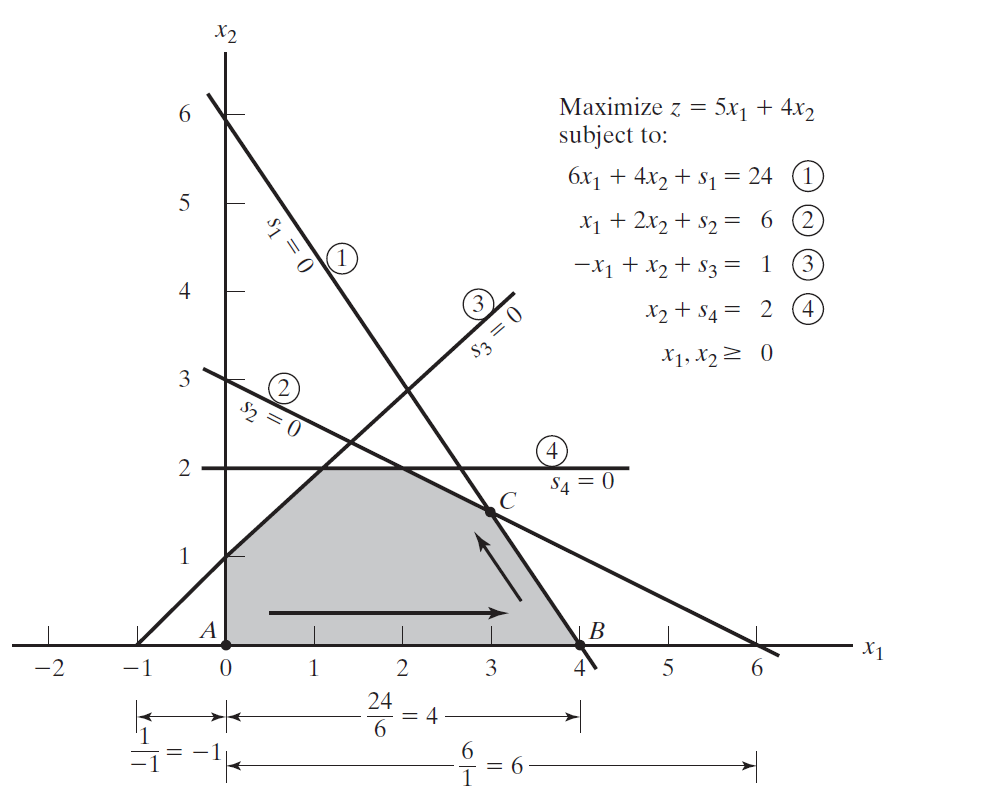 x₂
6
5
4
3
2
1
s₁ = 0
①
③
s₃ = 0
②
s₂ = 0
④
s₄ = 0
C
A
B
x₁
−2 −1 0 1 2 3 4 5 6
24/6 = 4
1/−1 = −1
6/1 = 6
Maximize z = 5x₁ + 4x₂
subject to:
6x₁ + 4x₂ + s₁ = 24 ①
x₁ + 2x₂ + s₂ = 6 ②
−x₁ + x₂ + s₃ = 1 ③
x₂ + s₄ = 2 ④
x₁, x₂ ≥ 0